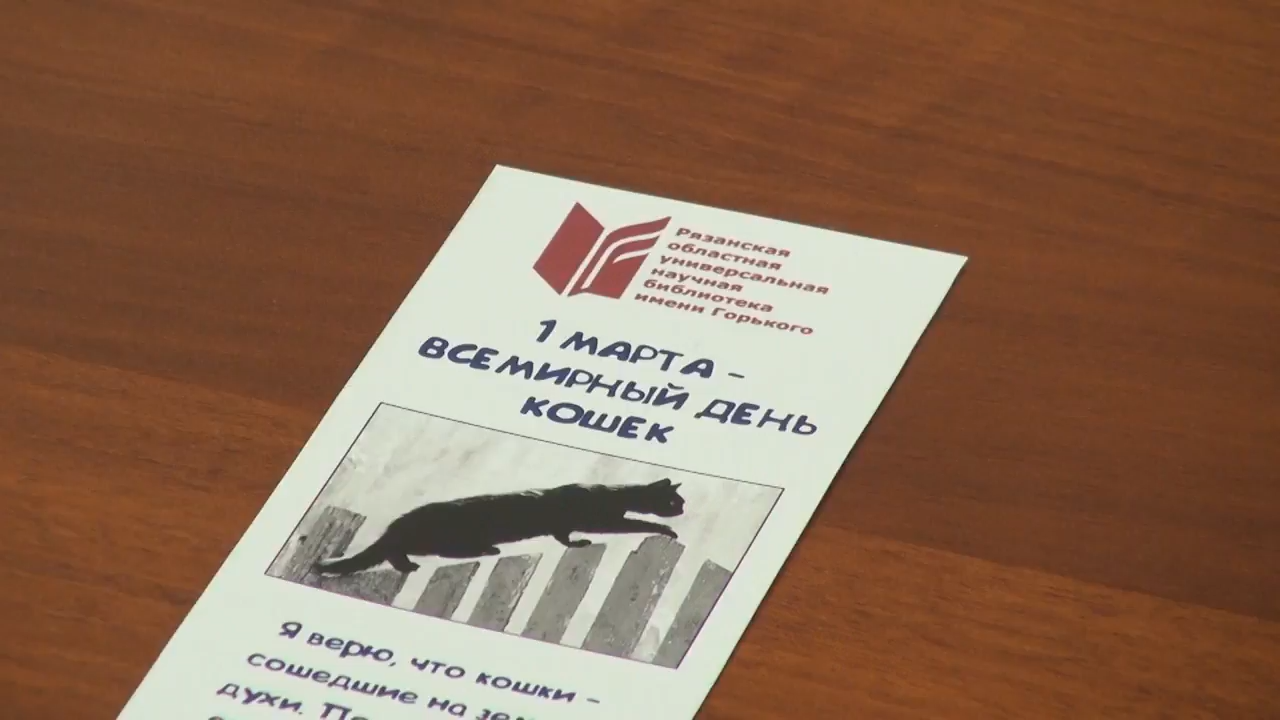 Рязанская
областная
универсальная
научная
библиотека
имени Горького
1 МАРТА -
ВСЕМИРНЫЙ ДЕНЬ
КОШЕК
Я верю, что кошки -
сошедшие на
духи.